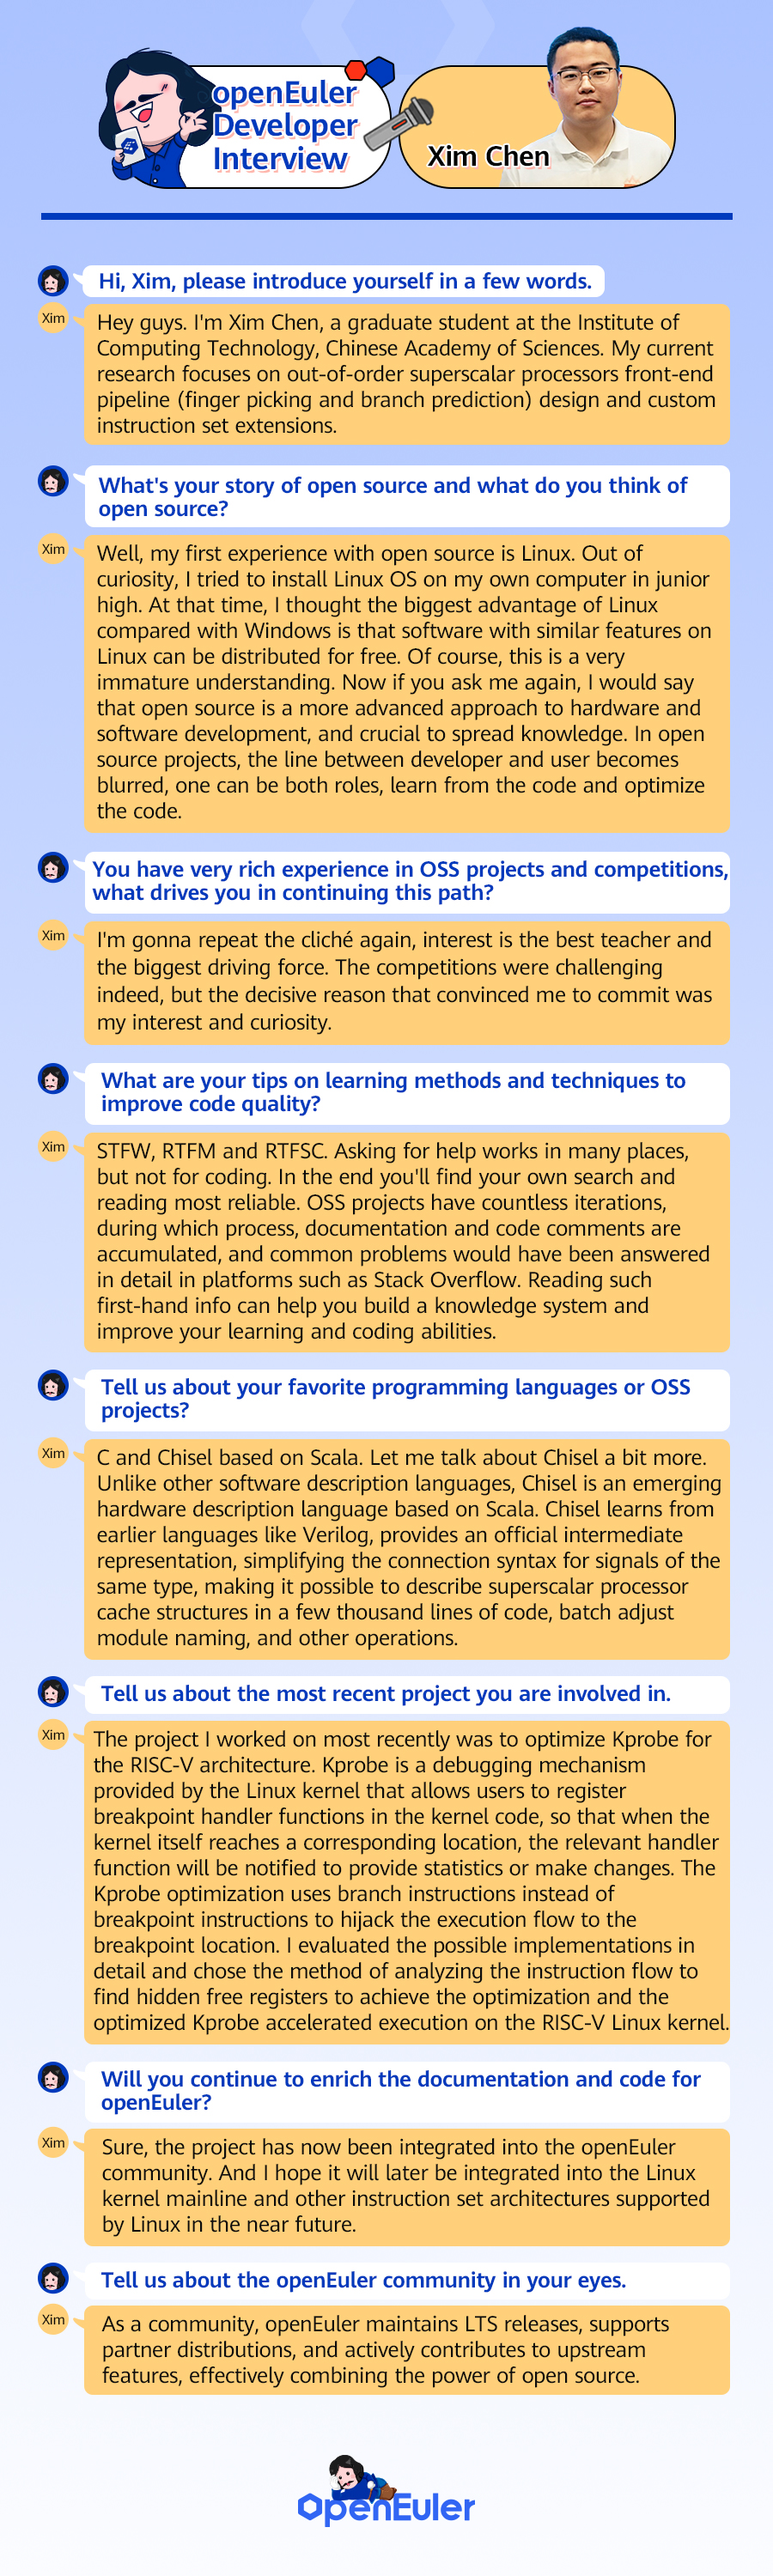 openEuler
Developer
Interview
Xim Chen
Hi, Xim, please introduce yourself in a few words.
Xim
Hey guys. I'm Xim Chen, a graduate student at the Institute of
Computing Technology, Chinese Academy of Sciences. My current
research focuses on out-of-order superscalar processors front-end
pipeline (finger picking and branch prediction) design and custom
instruction set extensions.
What's your story of open source and what do you think of
open source?
Xim
Well, my first experience with open source is Linux. Out of
curiosity, I tried to install Linux OS on my own computer in junior
high. At that time, I thought the biggest advantage of Linux
compared with Windows is that software with similar features on
Linux can be distributed for free. Of course, this is a very
immature understanding. Now if you ask me again, I would say
that open source is a more advanced approach to hardware and
software development, and crucial to spread knowledge. In open
source projects, the line between developer and user becomes
blurred, one can be both roles, learn from the code and optimize
the code.
You have very rich experience in OSS projects and competitions,
what drives you in continuing this path?
Xim
I'm gonna repeat the cliché again, interest is the best teacher and
the biggest driving force. The competitions were challenging
indeed, but the decisive reason that convinced me to commit was
my interest and curiosity.
What are your tips on learning methods and techniques to
improve code quality?
Xim
STFW, RTFM and RTFSC. Asking for help works in many places,
but not for coding. In the end you'll find your own search and
reading most reliable. OSS projects have countless iterations,
during which process, documentation and code comments are
accumulated, and common problems would have been answered
in detail in platforms such as Stack Overflow. Reading such
first-hand info can help you build a knowledge system and
improve your learning and coding abilities.
Tell us about your favorite programming languages or OSS
projects?
Xim
C and Chisel based on Scala. Let me talk about Chisel a bit more.
Unlike other software description languages, Chisel is an emerging
hardware description language based on Scala. Chisel learns from
earlier languages like Verilog, provides an official intermediate
representation, simplifying the connection syntax for signals of the
same type, making it possible to describe superscalar processor
cache structures in a few thousand lines of code, batch adjust
module naming, and other operations.
Tell us about the most recent project you are involved in.
Xim
The project I worked on most recently was to optimize Kprobe for
the RISC-V architecture. Kprobe is a debugging mechanism
provided by the Linux kernel that allows users to register
breakpoint handler functions in the kernel code, so that when the
kernel itself reaches a corresponding location, the relevant handler
function will be notified to provide statistics or make changes. The
Kprobe optimization uses branch instructions instead of
breakpoint instructions to hijack the execution flow to the
breakpoint location. I evaluated the possible implementations in
detail and chose the method of analyzing the instruction flow to
find hidden free registers to achieve the optimization and the
optimized Kprobe accelerated execution on the RISC-V Linux kernel.
Will you continue to enrich the documentation and code for
openEuler?
Xim
Sure, the project has now been integrated into the openEuler
community. And I hope it will later be integrated into the Linux
kernel mainline and other instruction set architectures supported
by Linux in the near future.
Tell us about the openEuler community in your eyes.
Xim
As a community, openEuler maintains LTS releases, supports
partner distributions, and actively contributes to upstream
features, effectively combining the power of open source.
OpenEuler